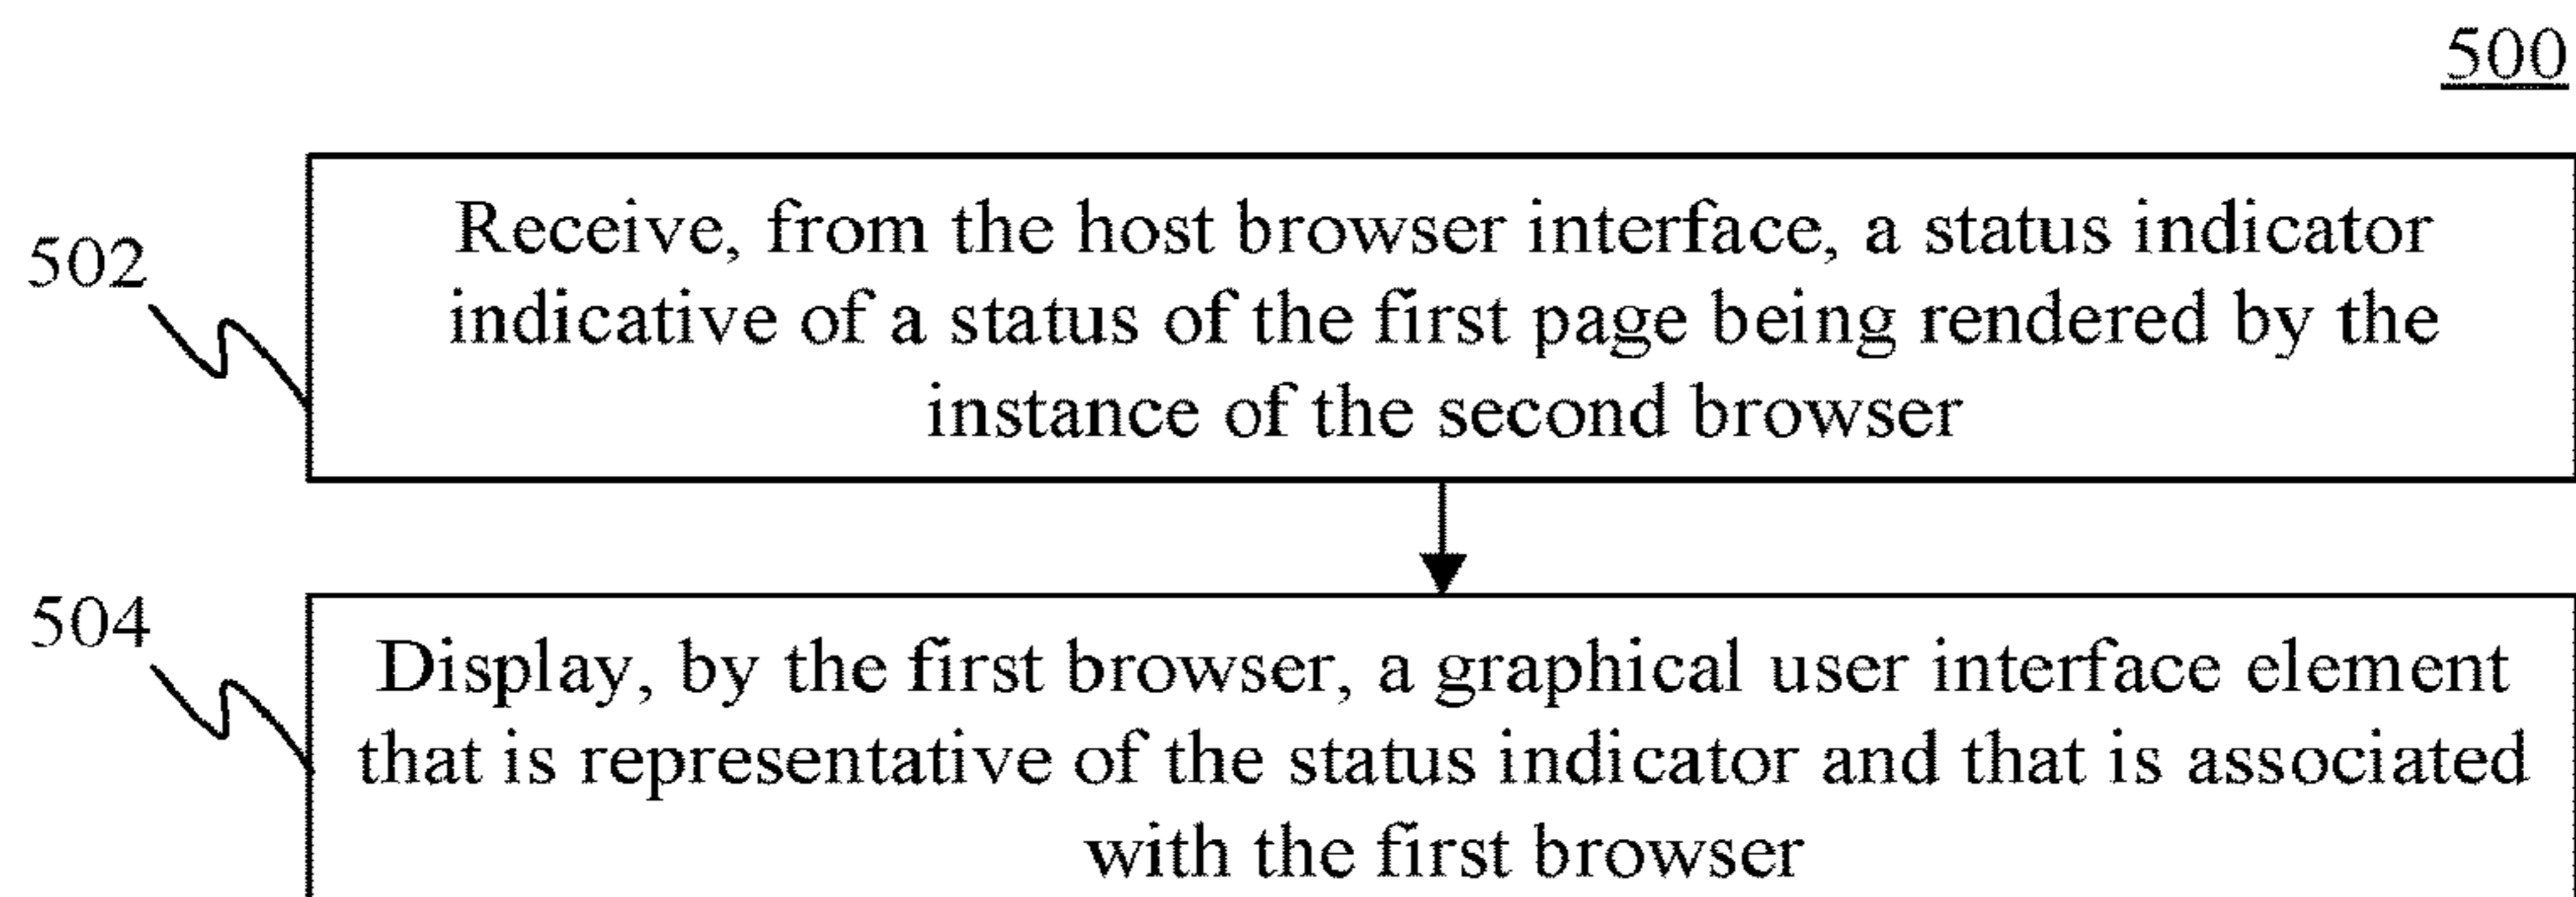 500
502
Receive, from the host browser interface, a status indicator
indicative of a status of the first page being rendered by the
instance of the second browser
504
Display, by the first browser, a graphical user interface element
that is representative of the status indicator and that is associated
with the first browser